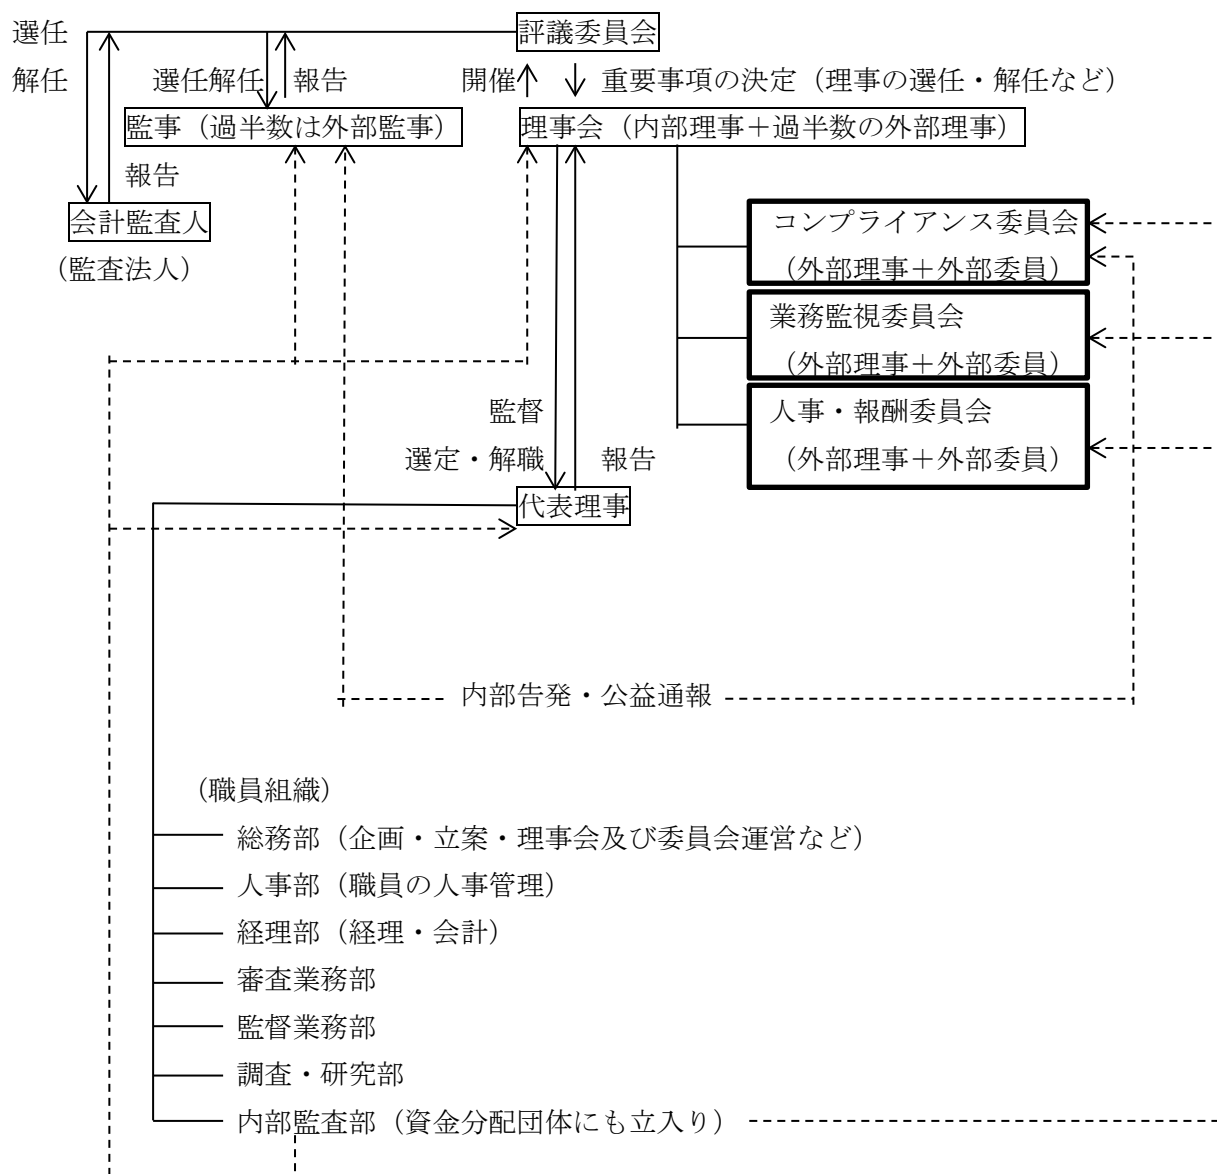 選任
評議委員会
解任
選任解任
報告
開催
重要事項の決定（理事の選任・解任など）
監事（過半数は外部監事）
理事会（内部理事＋過半数の外部理事）
報告
会計監査人
（監査法人）
コンプライアンス委員会
（外部理事＋外部委員）
業務監視委員会
（外部理事＋外部委員）
人事・報酬委員会
（外部理事＋外部委員）
監督
選定・解職
報告
代表理事
内部告発・公益通報
（職員組織）
総務部（企画・立案・理事会及び委員会運営など）
人事部（職員の人事管理）
経理部（経理・会計）
審査業務部
監督業務部
調査・研究部
内部監査部（資金分配団体にも立入り）